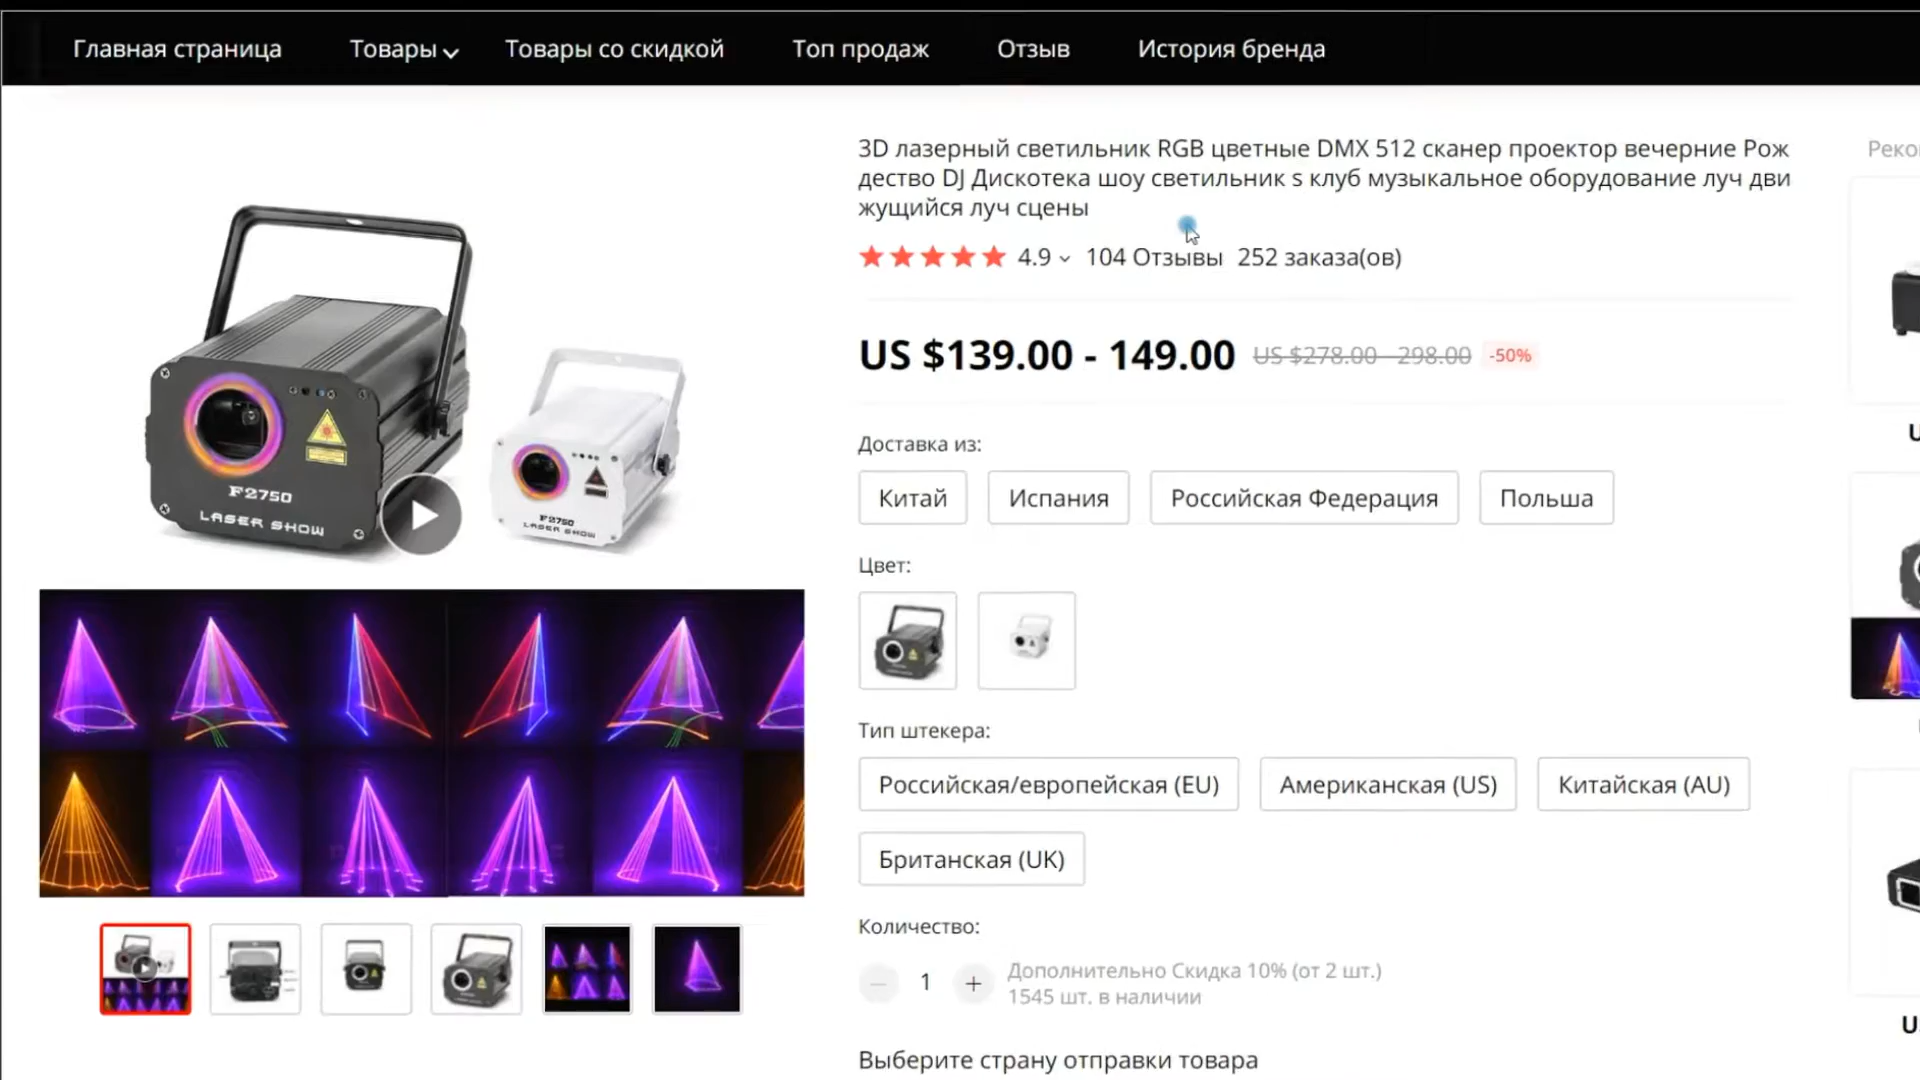 Главная страница Товары Товары со скидкой Топ продаж Отзыв История бренда
3D лазерный светильник RGB цветные DMX 512 сканер проектор вечерние Рож
дество DJ Дискотека шоу светильник s клуб музыкальное оборудование луч дви
жущийся луч сцены
4.9 104 Отзывы 252 заказа(ов)
US $139.00 - 149.00 US $278.00 - 298.00 -50%
Доставка из:
Китай Испания Российская Федерация Польша
Цвет:
Тип штекера:
Российская/европейская (EU) Американская (US) Китайская (AU)
Британская (UK)
Количество:
1 + Дополнительно Скидка 10% (от 2 шт.)
1545 шт. в наличии
Выберите страну отправки товара
F2750
LASER SHOW
F2750
LASER SHOW